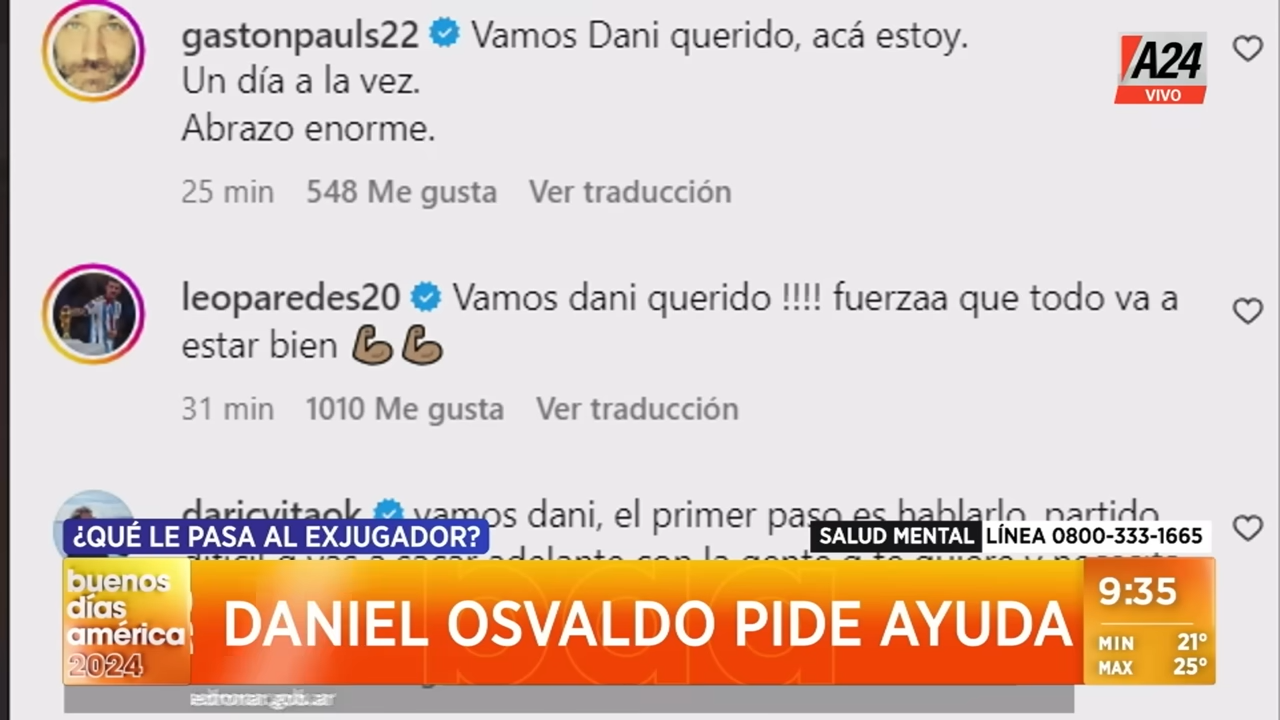 gastonpauls22 Vamos Dani querido, acá estoy.
Un día a la vez.
Abrazo enorme.
25 min 548 Me gusta Ver traducción
A24
VIVO
leoparedes20 Vamos dani querido !!!! fuerzaa que todo va a
estar bien 💪🏽💪🏽
31 min 1010 Me gusta Ver traducción
daricvitaok vamos dani, el primer paso es hablarlo, partido
¿QUÉ LE PASA AL EXJUGADOR?
SALUD MENTAL LÍNEA 0800-333-1665
buenos
días
américa
2024
DANIEL OSVALDO PIDE AYUDA
9:35
MIN 21°
MAX 25°